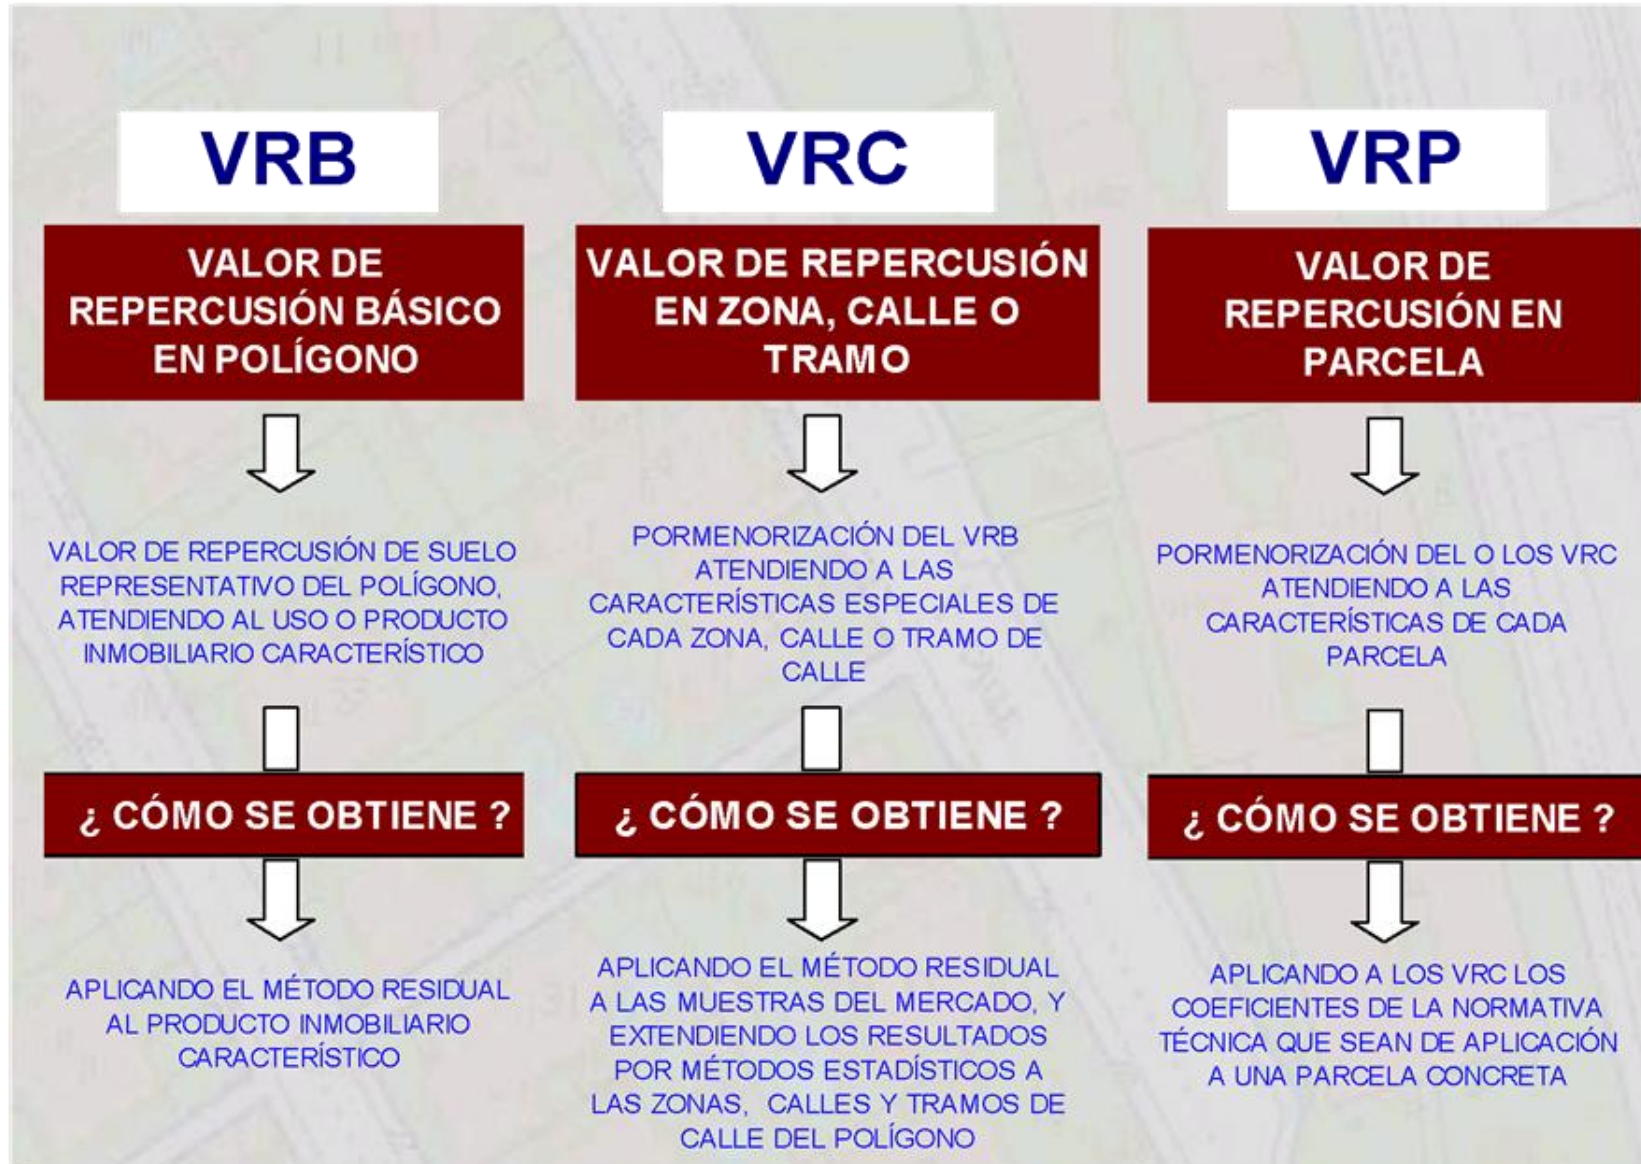 VRB
VALOR DE
REPERCUSIÓN BÁSICO
EN POLÍGONO
VALOR DE REPERCUSIÓN DE SUELO
REPRESENTATIVO DEL POLÍGONO,
ATENDIENDO AL USO O PRODUCTO
INMOBILIARIO CARACTERÍSTICO
¿ CÓMO SE OBTIENE ?
APLICANDO EL MÉTODO RESIDUAL
AL PRODUCTO INMOBILIARIO
CARACTERÍSTICO
VRC
VALOR DE REPERCUSIÓN
EN ZONA, CALLE O
TRAMO
PORMENORIZACIÓN DEL VRB
ATENDIENDO A LAS
CARACTERÍSTICAS ESPECIALES DE
CADA ZONA, CALLE O TRAMO DE
CALLE
¿ CÓMO SE OBTIENE ?
APLICANDO EL MÉTODO RESIDUAL
A LAS MUESTRAS DEL MERCADO, Y
EXTENDIENDO LOS RESULTADOS
POR MÉTODOS ESTADÍSTICOS A
LAS ZONAS, CALLES Y TRAMOS DE
CALLE DEL POLÍGONO
VRP
VALOR DE
REPERCUSIÓN EN
PARCELA
PORMENORIZACIÓN DEL O LOS VRC
ATENDIENDO A LAS
CARACTERÍSTICAS DE CADA
PARCELA
¿ CÓMO SE OBTIENE ?
APLICANDO A LOS VRC LOS
COEFICIENTES DE LA NORMATIVA
TÉCNICA QUE SEAN DE APLICACIÓN
A UNA PARCELA CONCRETA